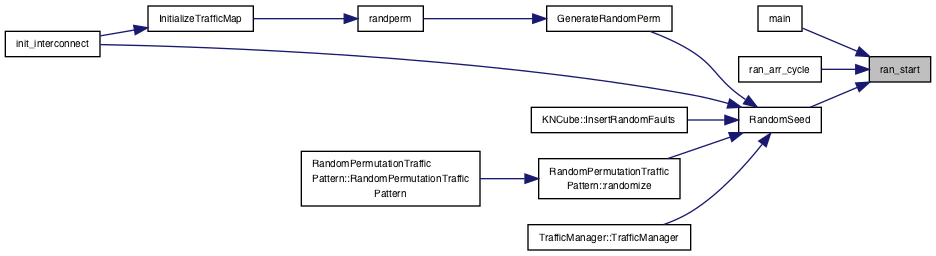 InitializeTrafficMap
randperm
GenerateRandomPerm
main
init_interconnect
ran_arr_cycle
ran_start
KNCube::InsertRandomFaults
RandomSeed
RandomPermutationTraffic
Pattern::RandomPermutationTraffic
Pattern
RandomPermutationTraffic
Pattern::randomize
TrafficManager::TrafficManager